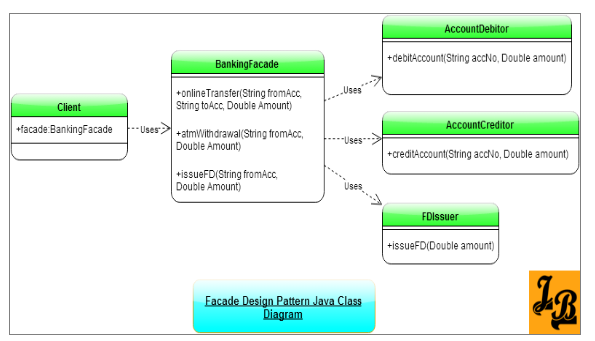 Client
+facade:BankingFacade
Uses
BankingFacade
+onlineTransfer(String fromAcc,
String toAcc, Double Amount)
+atmWithdrawal(String fromAcc,
Double Amount)
+issueFD(String fromAcc,
Double Amount)
Uses
Uses
Uses
AccountDebitor
+debitAccount(String accNo, Double amount)
AccountCreditor
+creditAccount(String accNo, Double amount)
FDIssuer
+issueFD(Double amount)
Facade Design Pattern Java Class
Diagram
JB